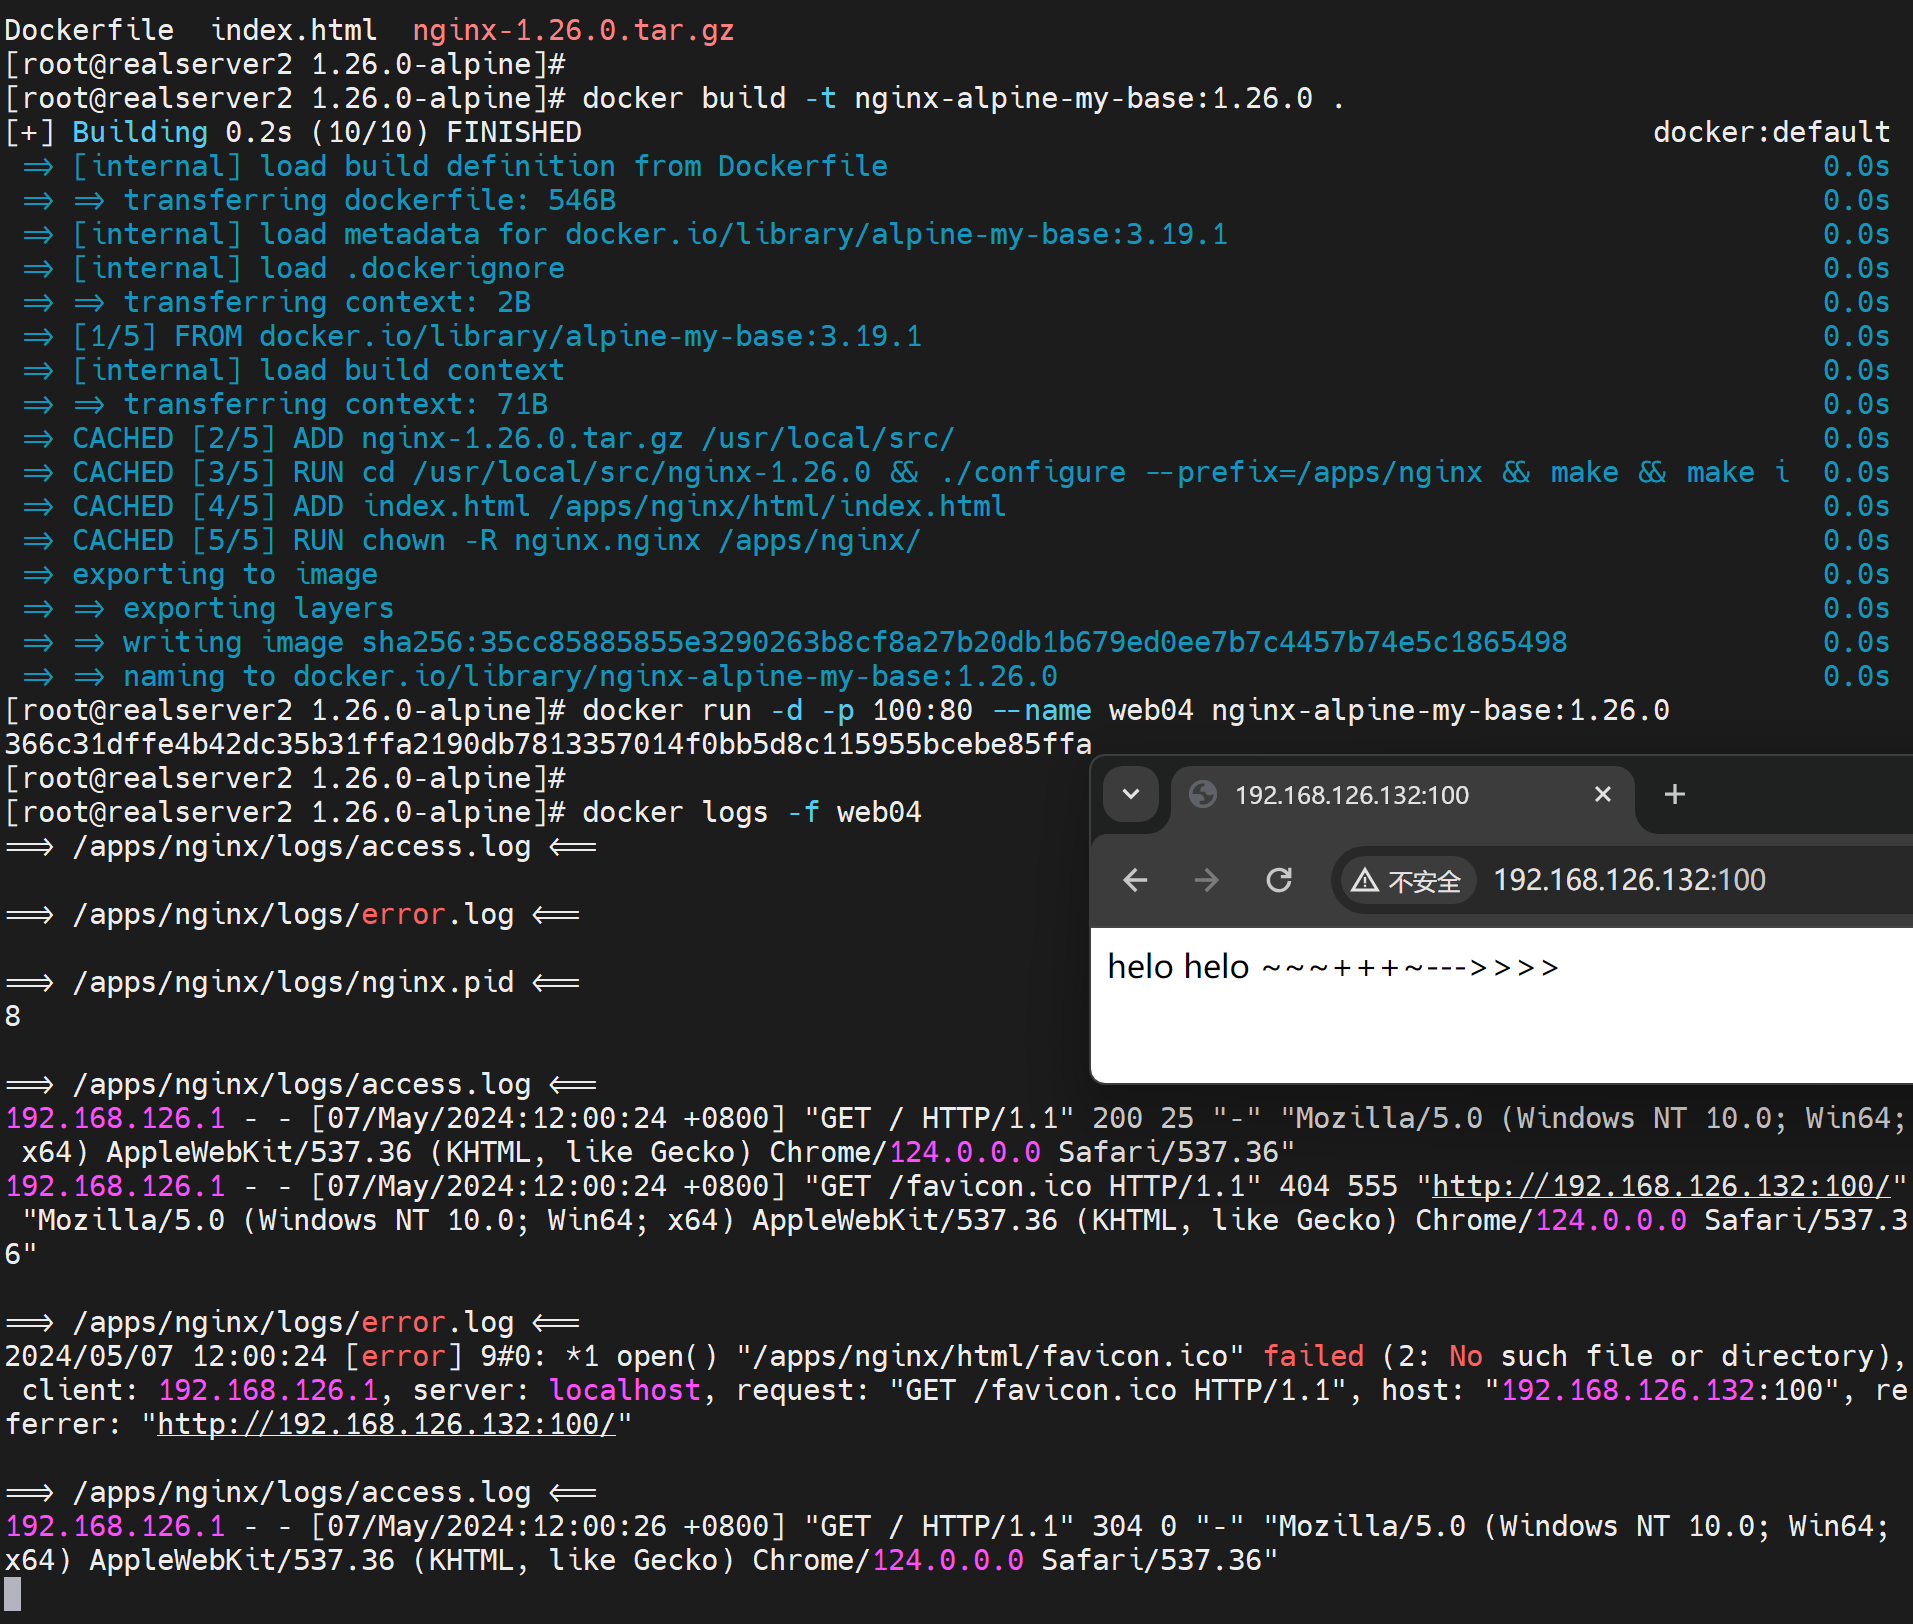 Dockerfile  index.html  nginx-1.26.0.tar.gz
[root@realserver2 1.26.0-alpine]#
[root@realserver2 1.26.0-alpine]# docker build -t nginx-alpine-my-base:1.26.0 .
[+] Building 0.2s (10/10) FINISHED docker:default
=> [internal] load build definition from Dockerfile 0.0s
=> => transferring dockerfile: 546B 0.0s
=> [internal] load metadata for docker.io/library/alpine-my-base:3.19.1 0.0s
=> [internal] load .dockerignore 0.0s
=> => transferring context: 2B 0.0s
=> [1/5] FROM docker.io/library/alpine-my-base:3.19.1 0.0s
=> [internal] load build context 0.0s
=> => transferring context: 71B 0.0s
=> CACHED [2/5] ADD nginx-1.26.0.tar.gz /usr/local/src/ 0.0s
=> CACHED [3/5] RUN cd /usr/local/src/nginx-1.26.0 && ./configure --prefix=/apps/nginx && make && make i 0.0s
=> CACHED [4/5] ADD index.html /apps/nginx/html/index.html 0.0s
=> CACHED [5/5] RUN chown -R nginx.nginx /apps/nginx/ 0.0s
=> exporting to image 0.0s
=> => exporting layers 0.0s
=> => writing image sha256:35cc85885855e3290263b8cf8a27b20db1b679ed0ee7b7c4457b74e5c1865498 0.0s
=> => naming to docker.io/library/nginx-alpine-my-base:1.26.0 0.0s
[root@realserver2 1.26.0-alpine]# docker run -d -p 100:80 --name web04 nginx-alpine-my-base:1.26.0
366c31dffe4b42dc35b31ffa2190db7813357014f0bb5d8c115955bcebe85ffa
[root@realserver2 1.26.0-alpine]#
[root@realserver2 1.26.0-alpine]# docker logs -f web04
==> /apps/nginx/logs/access.log <==
==> /apps/nginx/logs/error.log <==
==> /apps/nginx/logs/nginx.pid <==
8
192.168.126.132:100
不安全 192.168.126.132:100
helo helo ~~~+++~--->>>>
==> /apps/nginx/logs/access.log <==
192.168.126.1 - - [07/May/2024:12:00:24 +0800] "GET / HTTP/1.1" 200 25 "-" "Mozilla/5.0 (Windows NT 10.0; Win64;
x64) AppleWebKit/537.36 (KHTML, like Gecko) Chrome/124.0.0.0 Safari/537.36"
192.168.126.1 - - [07/May/2024:12:00:24 +0800] "GET /favicon.ico HTTP/1.1" 404 555 "http://192.168.126.132:100/"
"Mozilla/5.0 (Windows NT 10.0; Win64; x64) AppleWebKit/537.36 (KHTML, like Gecko) Chrome/124.0.0.0 Safari/537.3
6"
==> /apps/nginx/logs/error.log <==
2024/05/07 12:00:24 [error] 9#0: *1 open() "/apps/nginx/html/favicon.ico" failed (2: No such file or directory),
client: 192.168.126.1, server: localhost, request: "GET /favicon.ico HTTP/1.1", host: "192.168.126.132:100", re
ferrer: "http://192.168.126.132:100/"
==> /apps/nginx/logs/access.log <==
192.168.126.1 - - [07/May/2024:12:00:26 +0800] "GET / HTTP/1.1" 304 0 "-" "Mozilla/5.0 (Windows NT 10.0; Win64;
x64) AppleWebKit/537.36 (KHTML, like Gecko) Chrome/124.0.0.0 Safari/537.36"